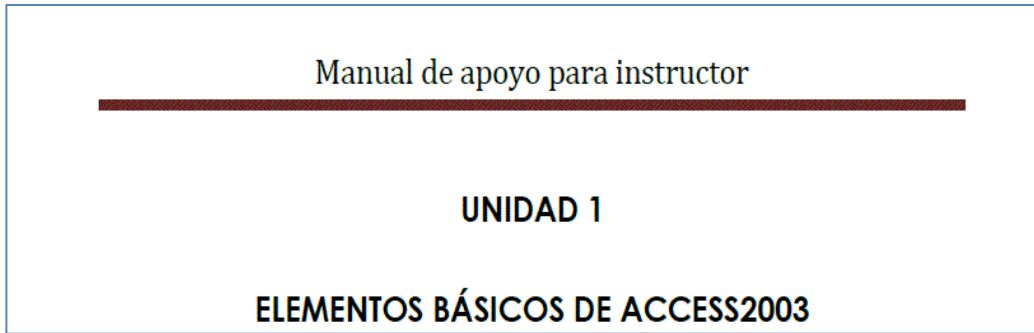 Manual de apoyo para instructor
UNIDAD 1
ELEMENTOS BÁSICOS DE ACCESS2003